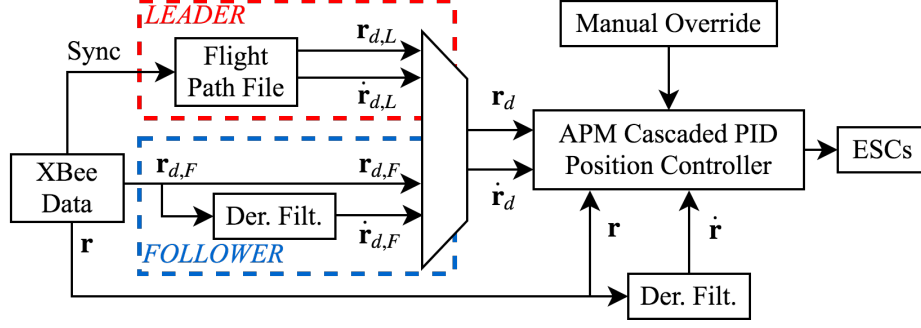 LEADER
Manual Override
Sync
Flight
Path File
𝐫_{d,L}
𝐫̇_{d,L}
𝐫_d
APM Cascaded PID
Position Controller
ESCs
XBee
Data
𝐫_{d,F}
𝐫_{d,F}
𝐫̇_d
Der. Filt.
𝐫̇_{d,F}
𝐫
𝐫
𝐫̇
FOLLOWER
Der. Filt.